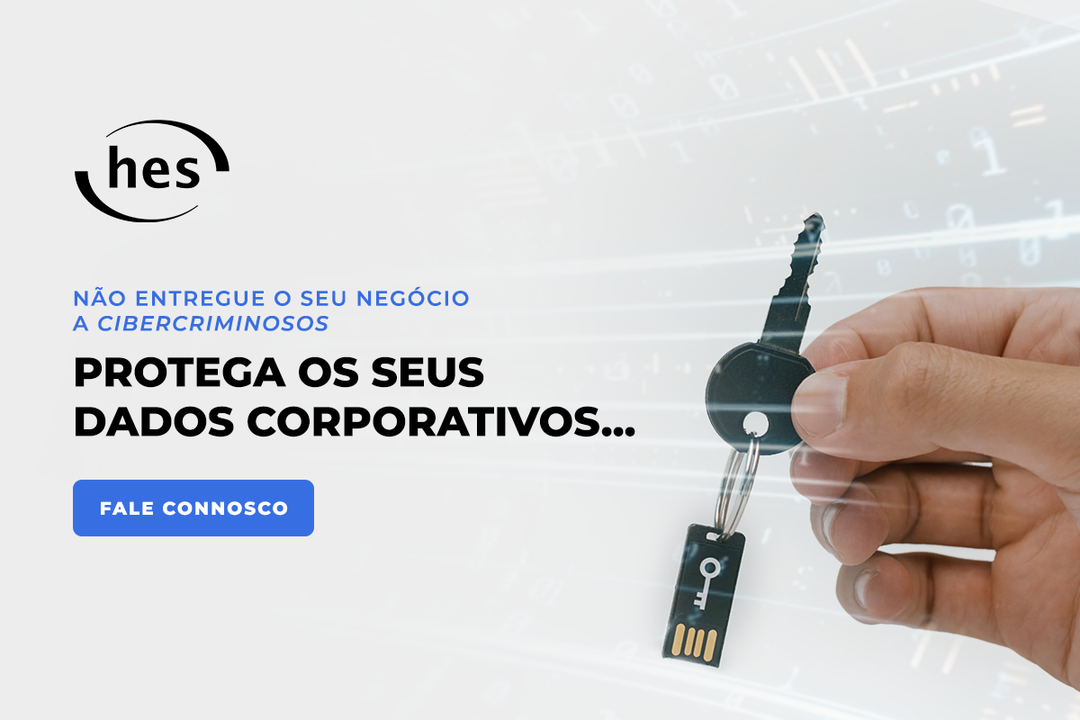 hes
NÃO ENTREGUE O SEU NEGÓCIO
A CIBERCRIMINOSOS
PROTEGA OS SEUS
DADOS CORPORATIVOS...
FALE CONNOSCO